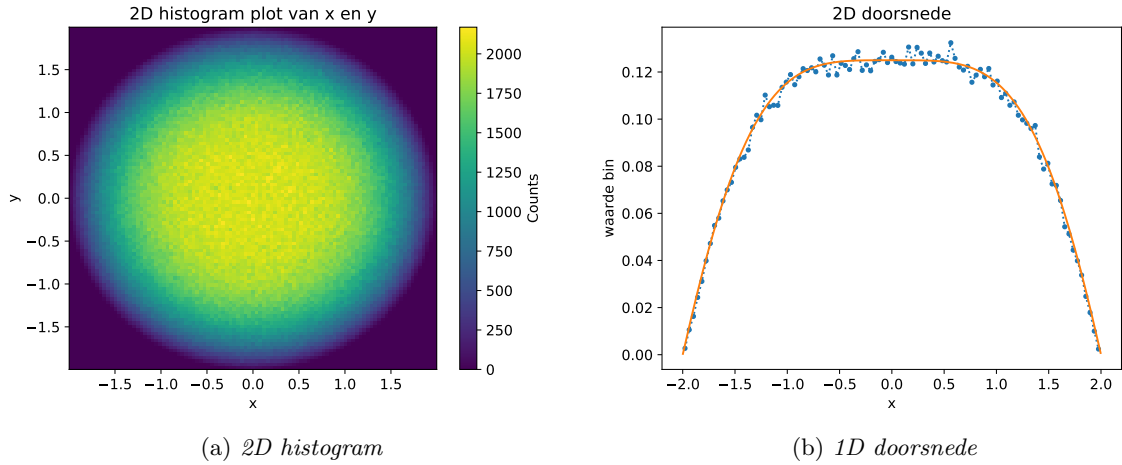 2D histogram plot van x en y
1.5
1.0
0.5
0.0
−0.5
−1.0
−1.5
y
−1.5 −1.0 −0.5 0.0 0.5 1.0 1.5
x
2000
1750
1500
1250
1000
750
500
250
0
Counts
(a) 2D histogram
2D doorsnede
0.12
0.10
0.08
0.06
0.04
0.02
0.00
waarde bin
−2.0 −1.5 −1.0 −0.5 0.0 0.5 1.0 1.5 2.0
x
(b) 1D doorsnede